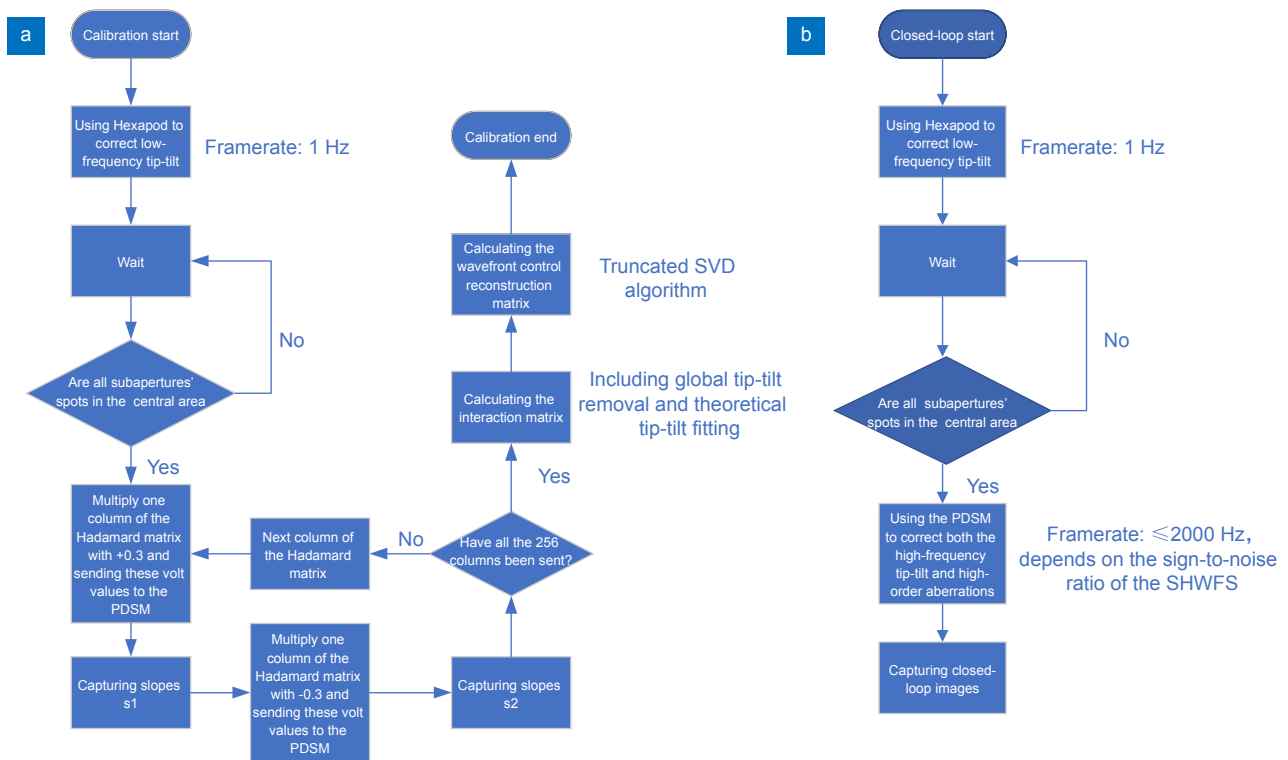 a
Calibration start
Using Hexapod to
correct low-
frequency tip-tilt
Framerate: 1 Hz
Wait
No
Are all subapertures'
spots in the  central area
Yes
Multiply one
column of the
Hadamard matrix
with +0.3 and
sending these volt
values to the
PDSM
Capturing slopes
s1
Multiply one
column of the
Hadamard matrix
with -0.3 and
sending these volt
values to the
PDSM
Capturing slopes
s2
Have all the 256
columns been sent?
No
Next column
of the Hadamard
matrix
Yes
Calculating the
interaction matrix
Including global tip-tilt
removal and theoretical
tip-tilt fitting
Calculating the
wavefront control
reconstruction
matrix
Truncated SVD
algorithm
Calibration end
b
Closed-loop start
Using Hexapod to
correct low-
frequency tip-tilt
Framerate: 1 Hz
Wait
No
Are all  subapertures'
spots in the  central area
Yes
Using the PDSM
to correct both the
high-frequency
tip-tilt and high-
order aberrations
Framerate: ≤2000 Hz,
depends on the sign-to-noise
ratio of the SHWFS
Capturing closed-
loop images